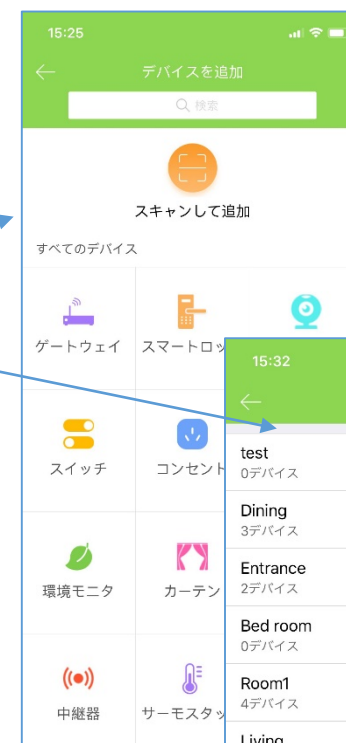 15:25
デバイスを追加
検索
スキャンして追加
すべてのデバイス
ゲートウェイ
スマートロッ
スイッチ
コンセント
環境モニタ
カーテン
中継器
サーモスタッ
15:32
test
0デバイス
Dining
3デバイス
Entrance
2デバイス
Bed room
0デバイス
Room1
4デバイス
Living